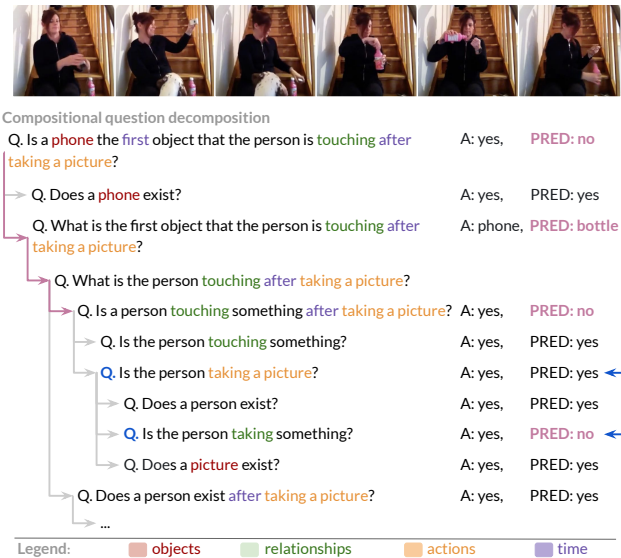 Compositional question decomposition
Q. Is a phone the first object that the person is touching after A: yes, PRED: no
taking a picture?
Q. Does a phone exist? A: yes, PRED: yes
Q. What is the first object that the person is touching after A: phone, PRED: bottle
taking a picture?
Q. What is the person touching after taking a picture?
Q. Is a person touching something after taking a picture? A: yes, PRED: no
Q. Is the person touching something? A: yes, PRED: yes
Q. Is the person taking a picture? A: yes, PRED: yes
Q. Does a person exist? A: yes, PRED: yes
Q. Is the person taking something? A: yes, PRED: no
Q. Does a picture exist? A: yes, PRED: yes
Q. Does a person exist after taking a picture? A: yes, PRED: yes
...
Legend: objects relationships actions time